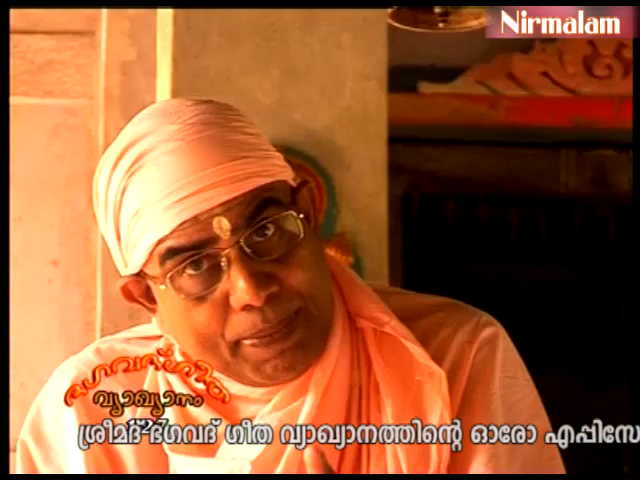 Nirmalam
ഭഗവദ്ഗീത
വ്യാഖ്യാനം
ശ്രീമദ് ഭഗവദ് ഗീത വ്യാഖ്യാനത്തിന്റെ ഓരോ എപ്പിസോ